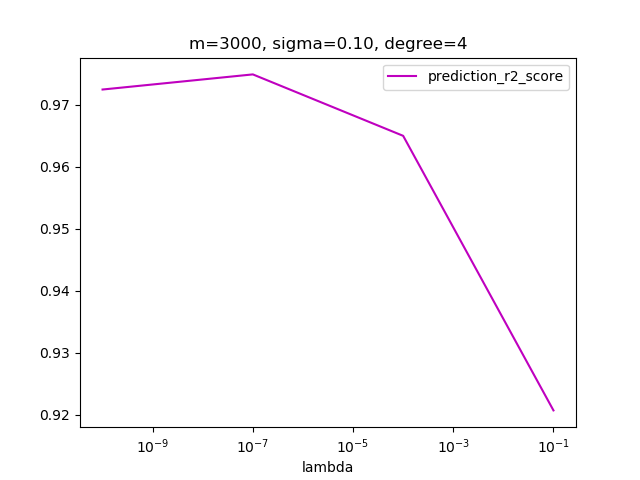 m=3000, sigma=0.10, degree=4
prediction_r2_score
0.97
0.96
0.95
0.94
0.93
0.92
10⁻⁹ 10⁻⁷ 10⁻⁵ 10⁻³ 10⁻¹
lambda